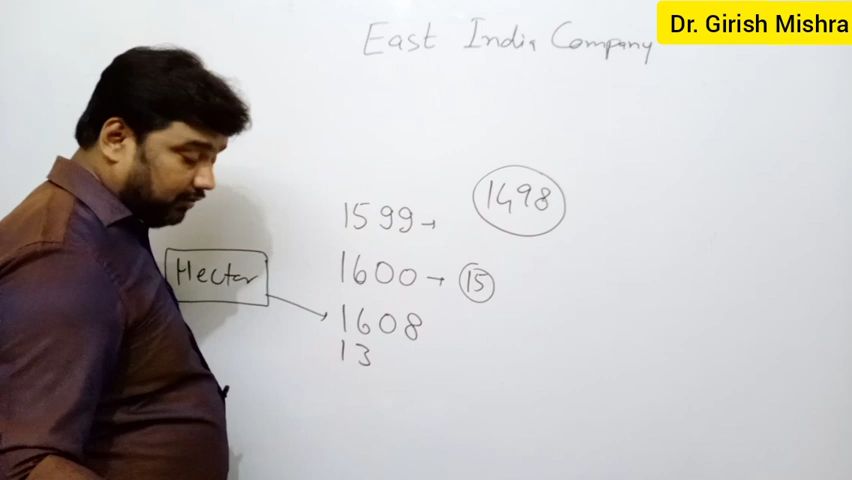 Dr. Girish Mishra
East India Company
1498
1599 →
Hector
1600 → 15
1608
13